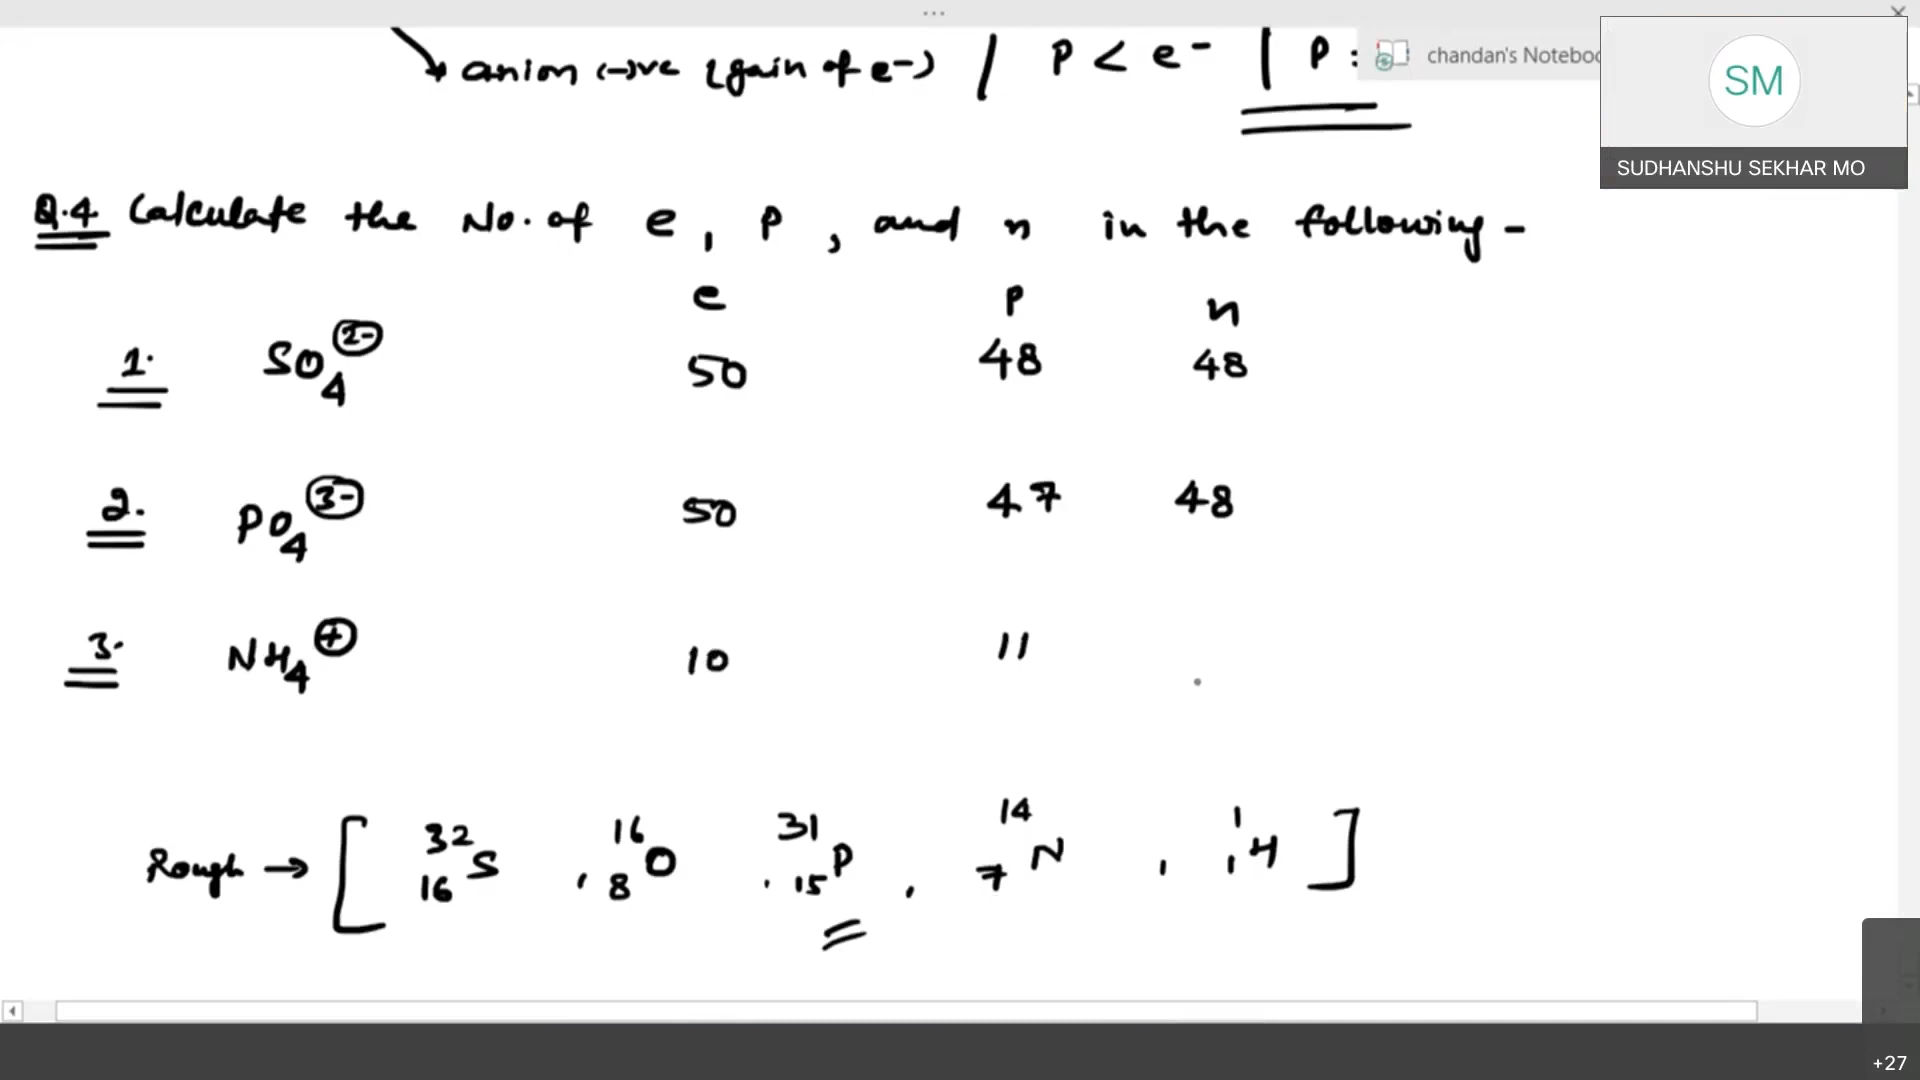 anion (-)ve (gain of e-) | P < e- | P :
chandan's Noteboo
SM
SUDHANSHU SEKHAR MO
Q.4 Calculate the No. of e, P, and n in the following -
e P n
1. SO4 2- 50 48 48
2. PO4 3- 50 47 48
3. NH4 + 10 11
Rough → [ 32 16 S , 16 8 O , 31 15 P , 14 7 N , 1 1 H ]
+27